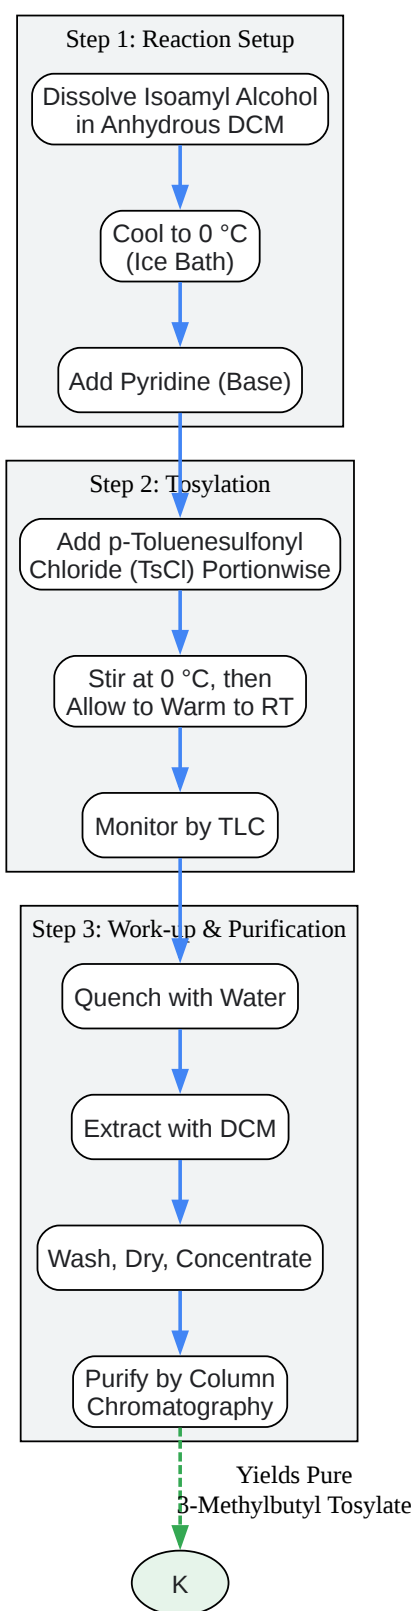 Step 1: Reaction Setup
Dissolve Isoamyl Alcohol
in Anhydrous DCM
Cool to 0 °C
(Ice Bath)
Add Pyridine (Base)
Step 2: Tosylation
Add p-Toluenesulfonyl
Chloride (TsCl) Portionwise
Stir at 0 °C, then
Allow to Warm to RT
Monitor by TLC
Step 3: Work-up & Purification
Quench with Water
Extract with DCM
Wash, Dry, Concentrate
Purify by Column
Chromatography
Yields Pure
3-Methylbutyl Tosylate
K